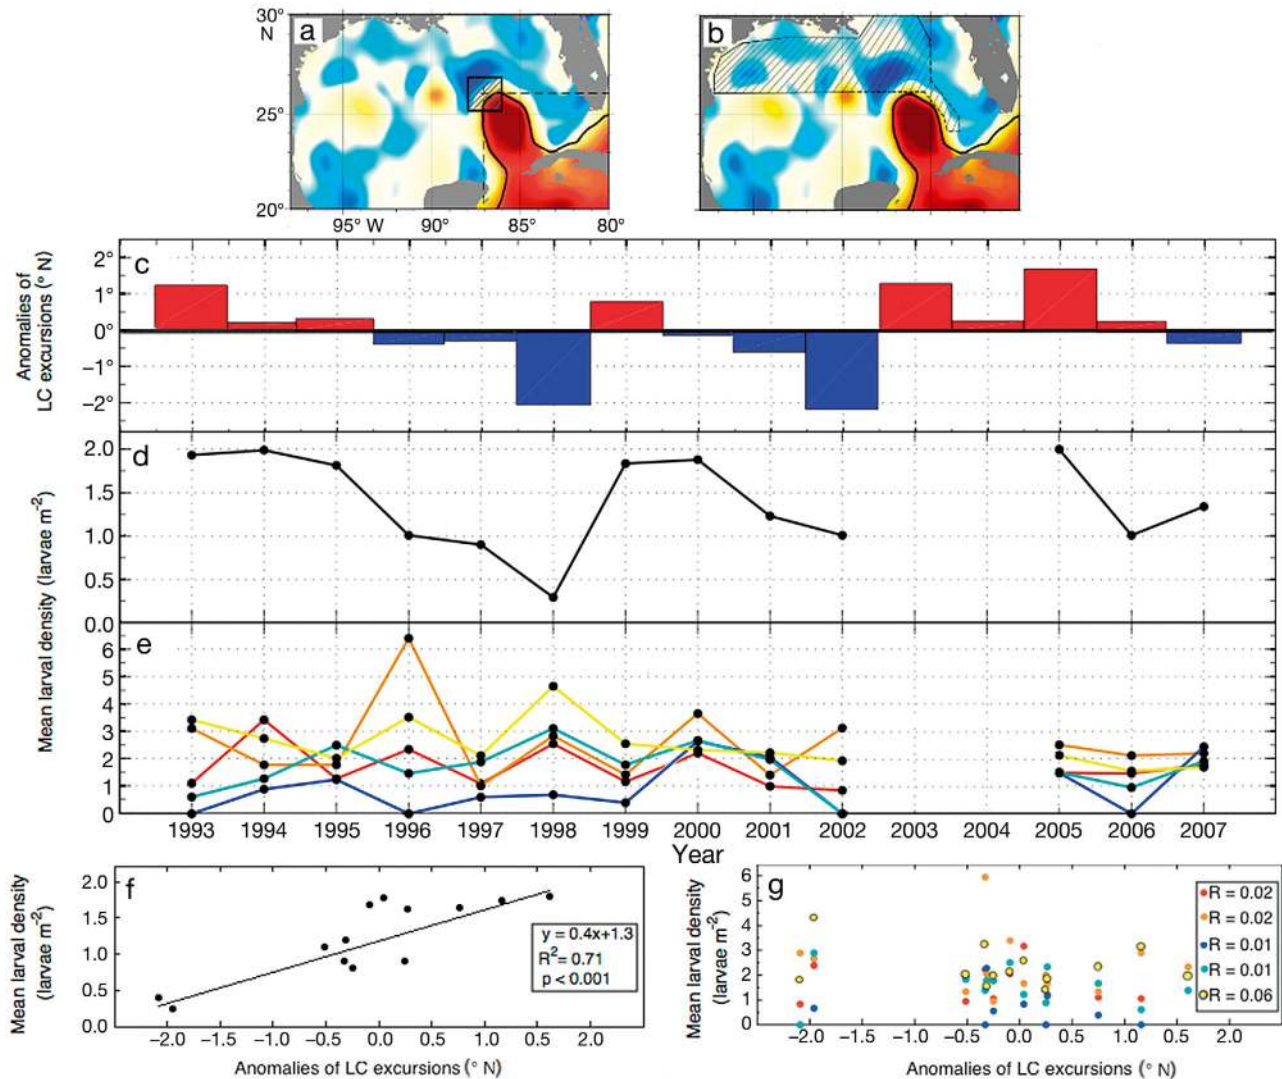 30°
N
25°
20°
a
b
95° W 90° 85° 80°
Anomalies of
LC excursions (° N)
2°
1°
0°
−1°
−2°
c
Mean larval density (larvae m−2)
2.0
1.5
1.0
0.5
0.0
d
6
5
4
3
2
1
0
e
1993 1994 1995 1996 1997 1998 1999 2000 2001 2002 2003 2004 2005 2006 2007
Year
Mean larval density
(larvae m−2)
2.0
1.5
1.0
0.5
0.0
f
y = 0.4x+1.3
R2= 0.71
p < 0.001
−2.0 −1.5 −1.0 −0.5 0.0 0.5 1.0 0.5 2.0
Anomalies of LC excursions (° N)
Mean larval density
(larvae m−2)
6
5
4
3
2
1
0
g
R = 0.02
R = 0.02
R = 0.01
R = 0.01
R = 0.06
−2.0 −1.5 −1.0 −0.5 0.0 0.5 1.0 0.5 2.0
Anomalies of LC excursions (° N)